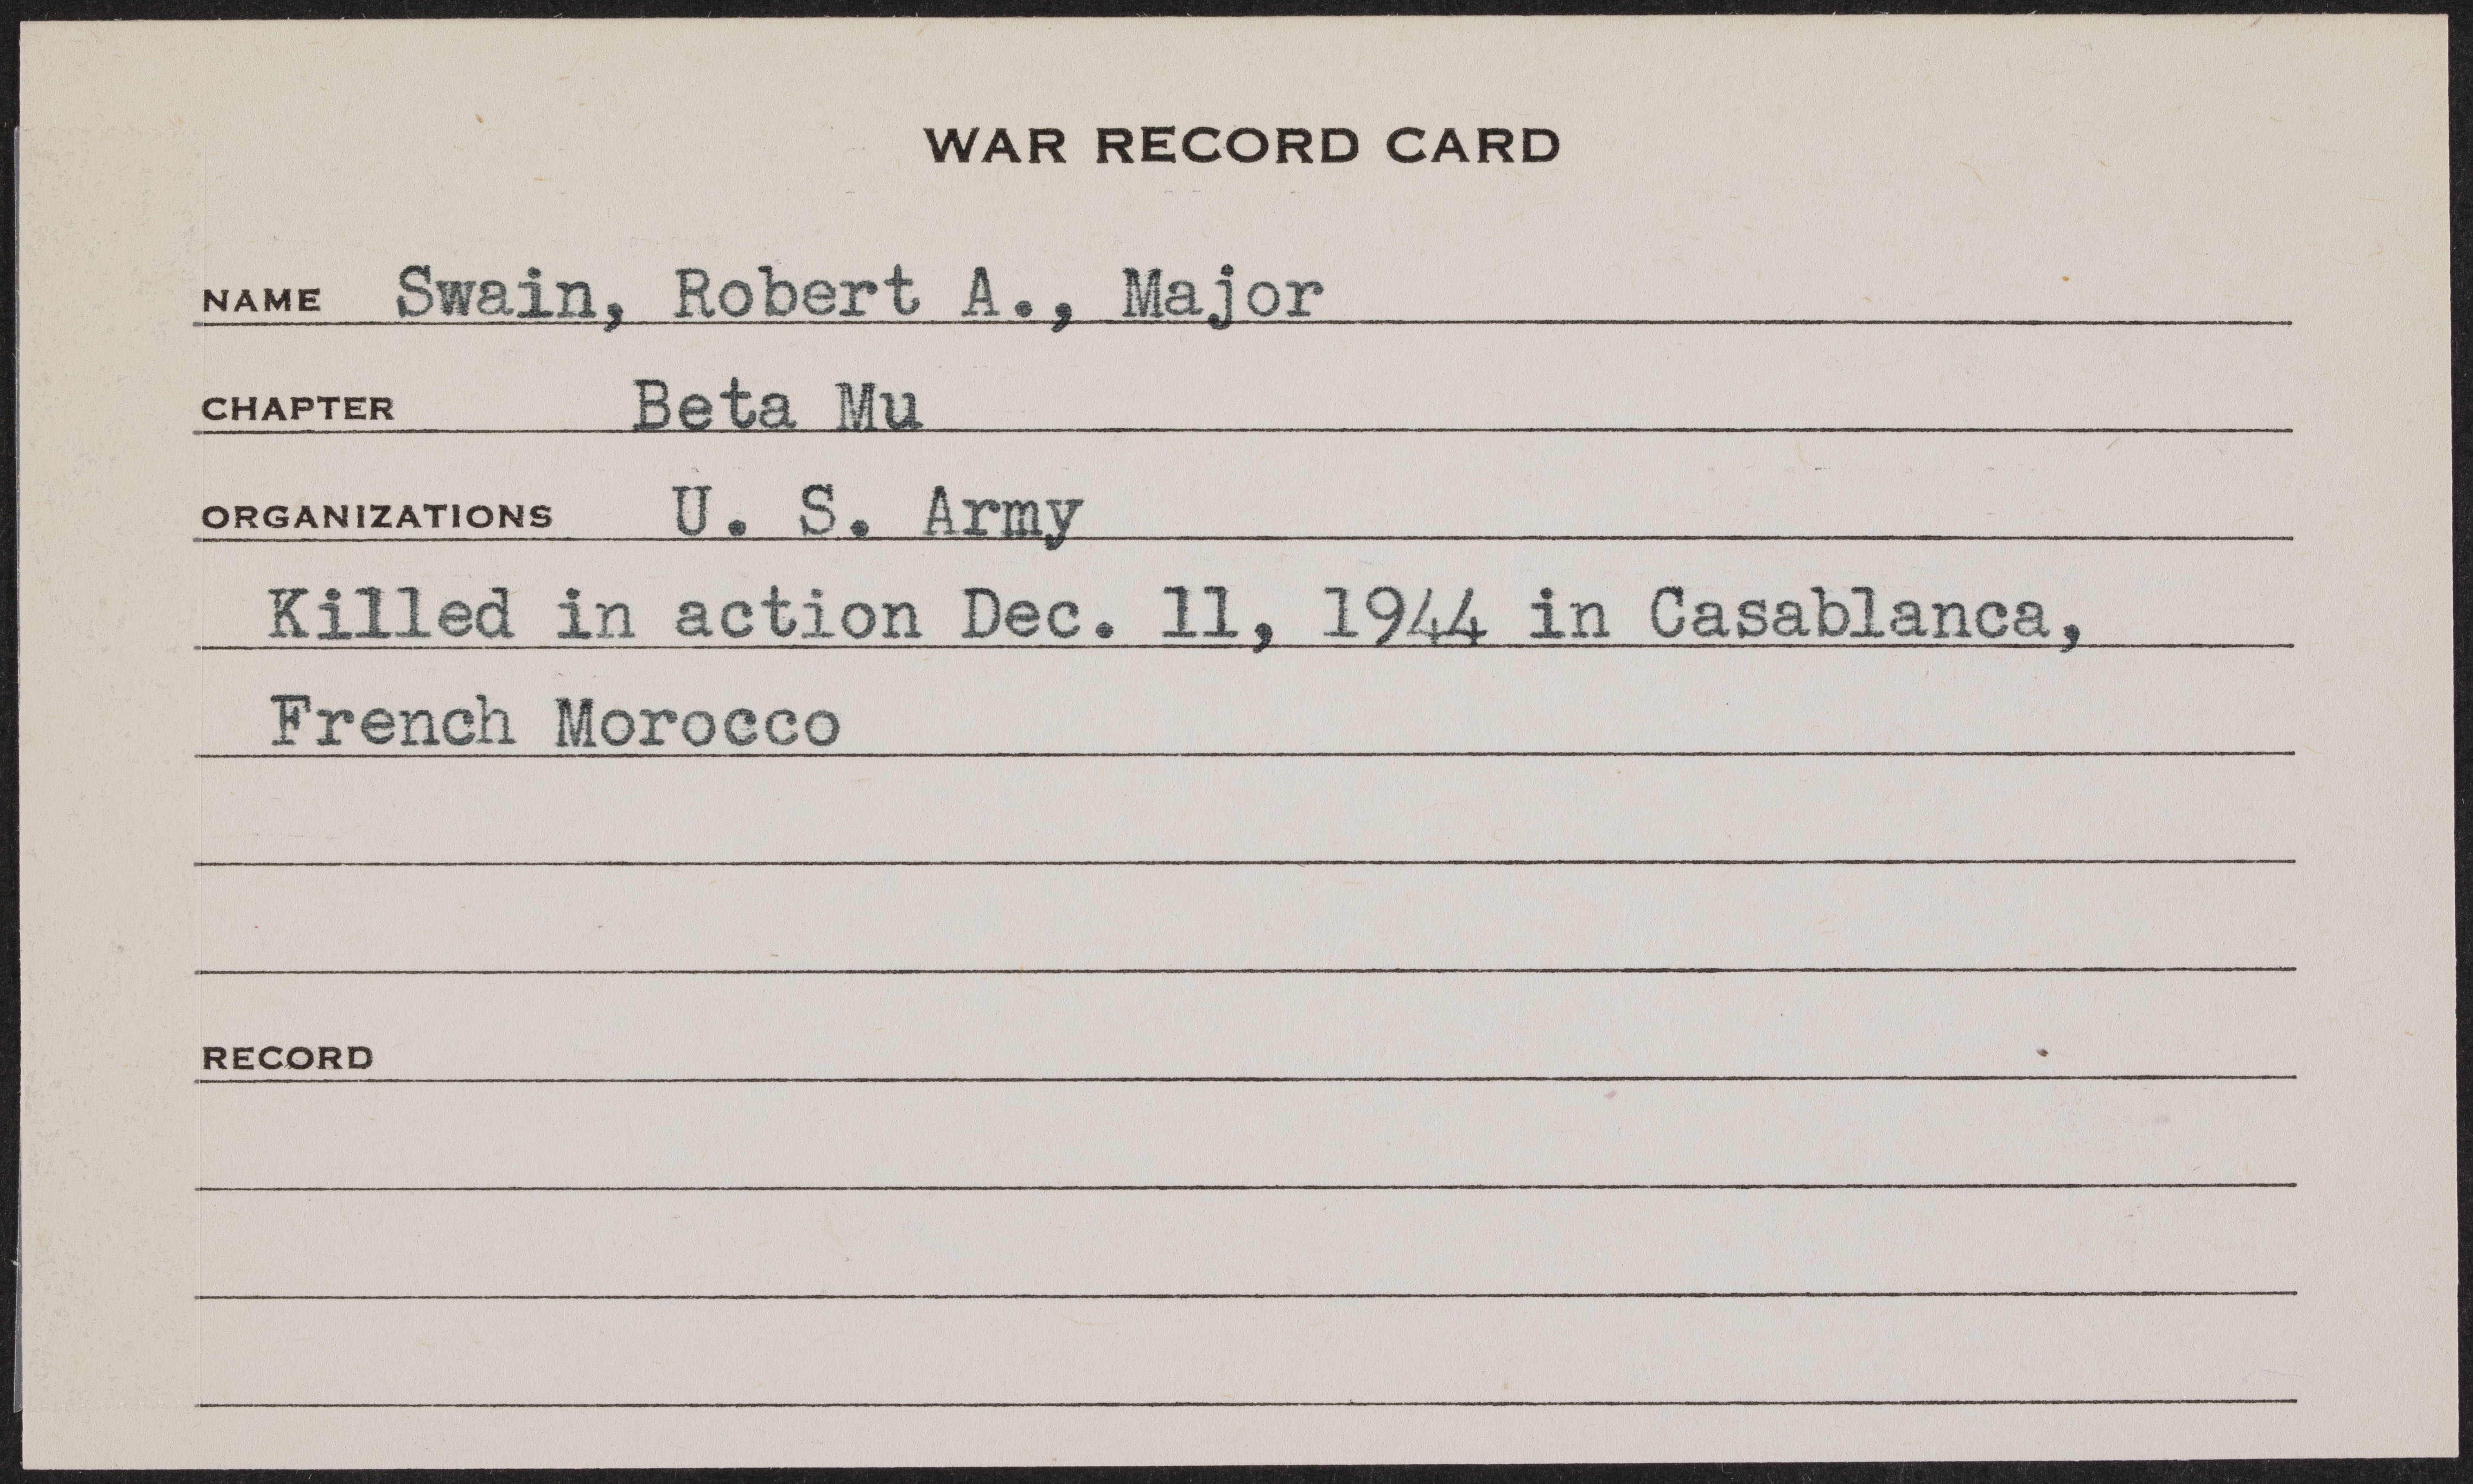 WAR RECORD CARD
NAME Swain, Robert A., Major
CHAPTER Beta Mu
ORGANIZATIONS U. S. Army
Killed in action Dec. 11, 1944 in Casablanca,
French Morocco
RECORD